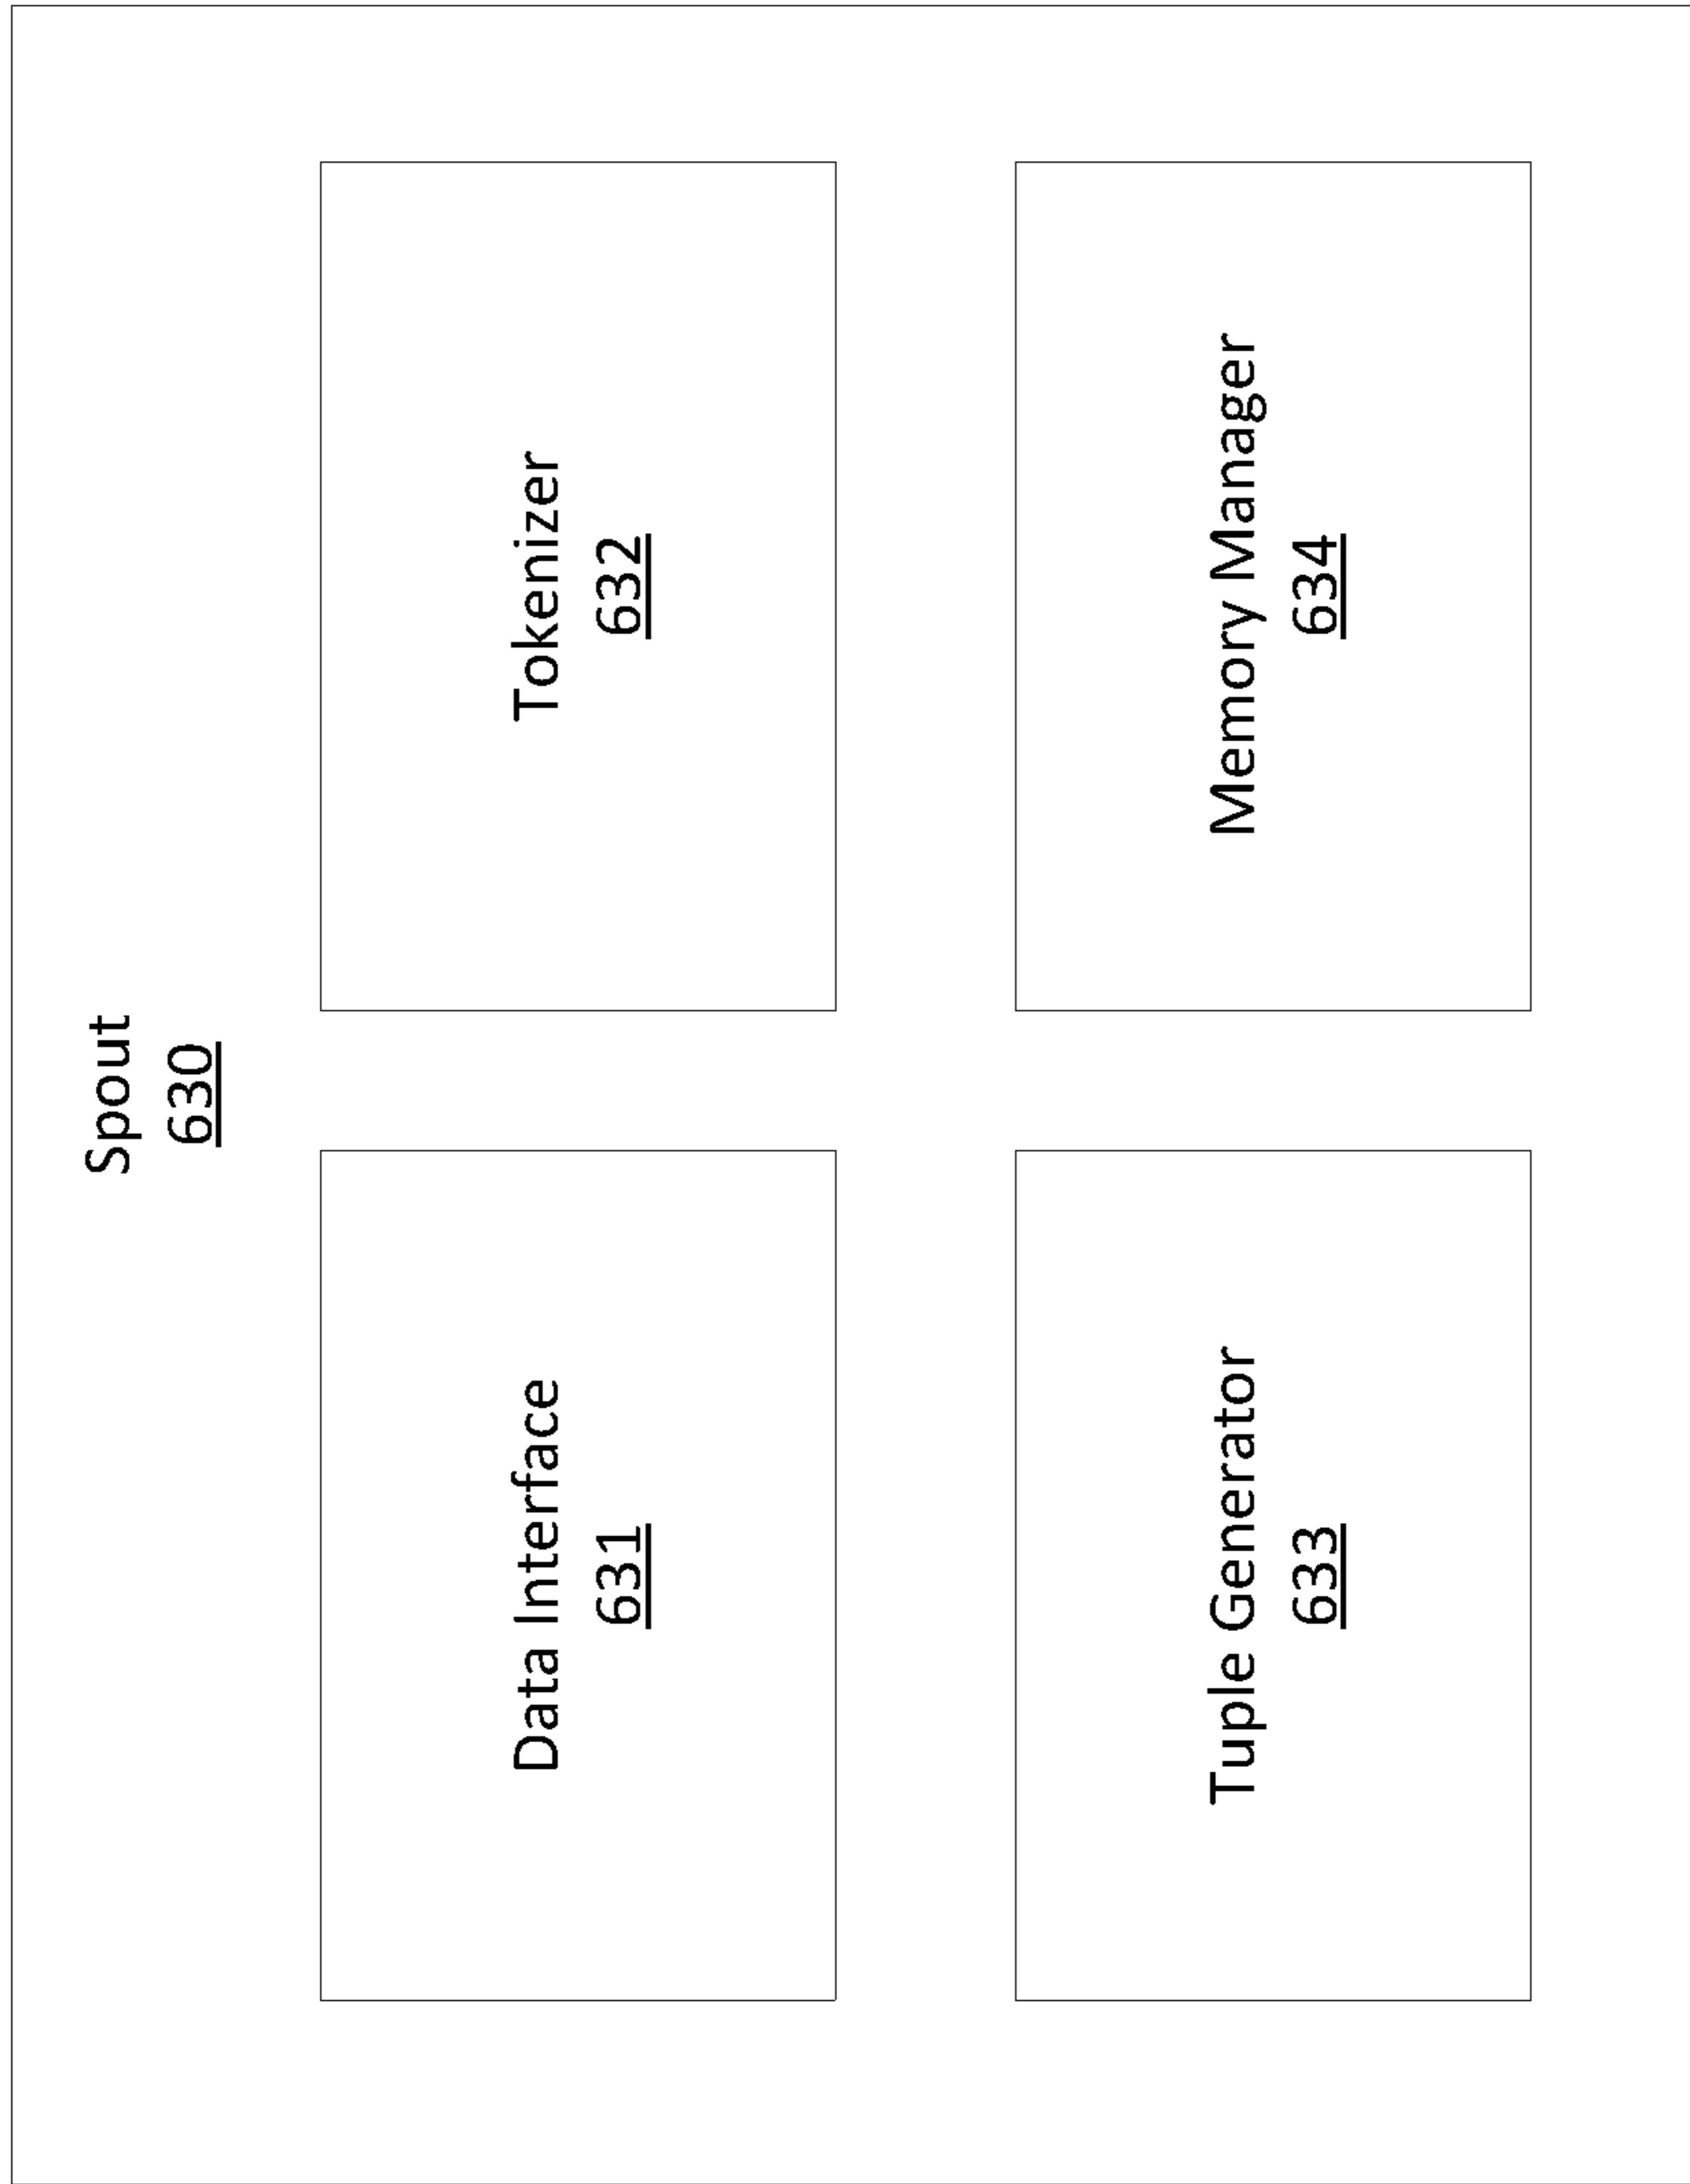 Spout
630
Data Interface
631
Tokenizer
632
Tuple Generator
633
Memory Manager
634